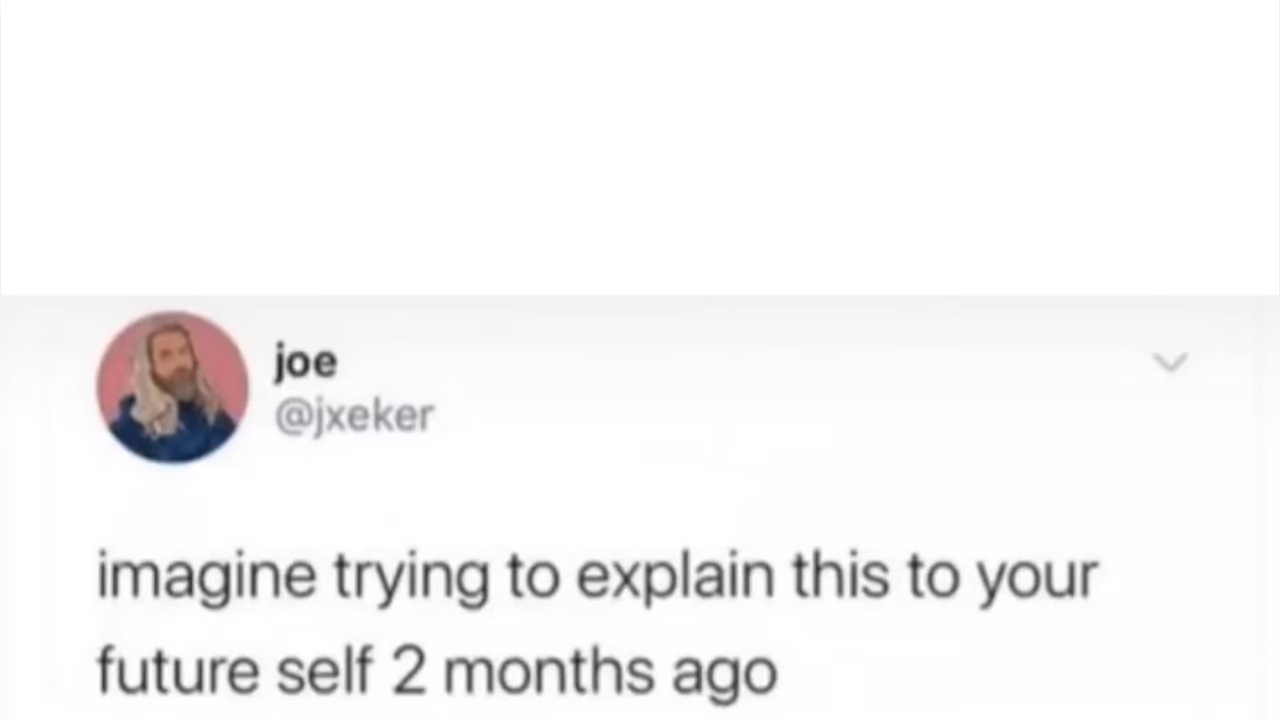 joe
@jxeker
imagine trying to explain this to your
future self 2 months ago